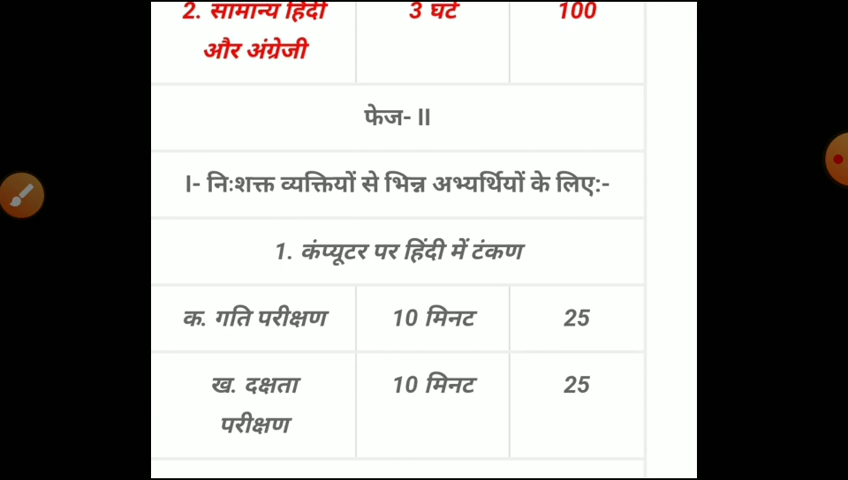 2. सामान्य हिंदी 3 घंटे 100
और अंग्रेजी
फेज- II
I- निःशक्त व्यक्तियों से भिन्न अभ्यर्थियों के लिए:-
1. कंप्यूटर पर हिंदी में टंकण
क. गति परीक्षण 10 मिनट 25
ख. दक्षता 10 मिनट 25
परीक्षण